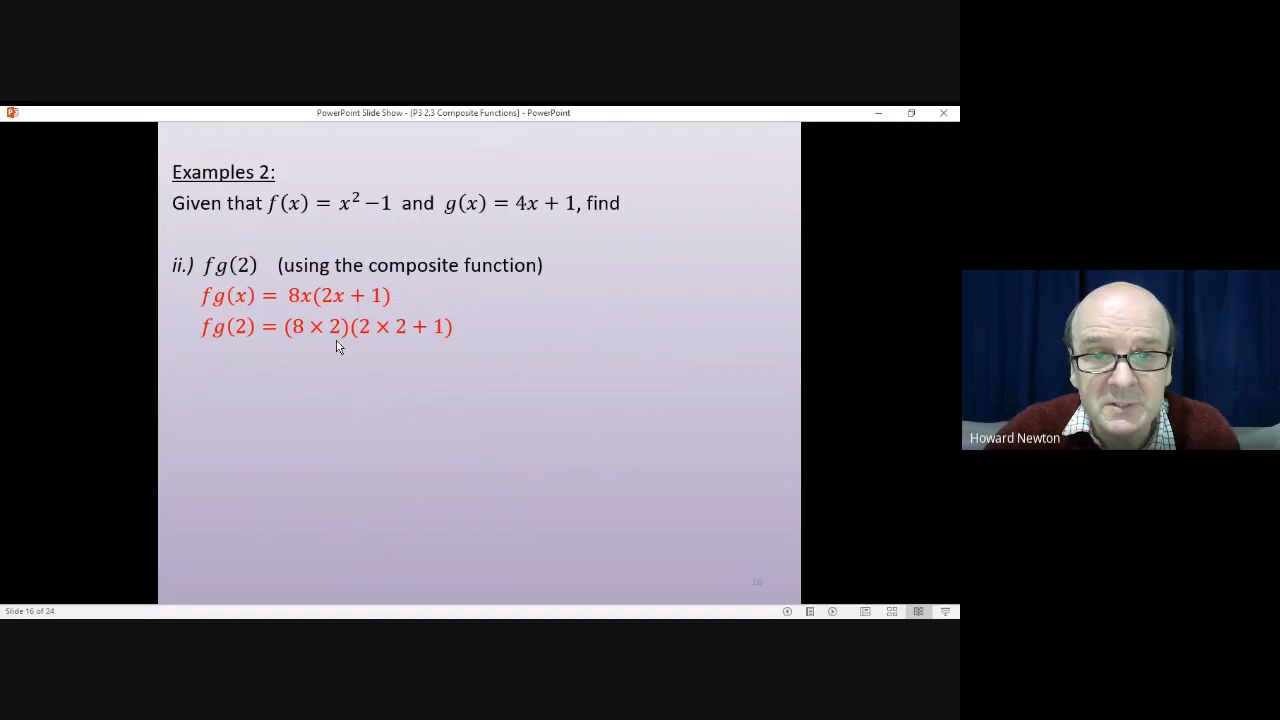 PowerPoint Slide Show - [P3 2.3 Composite Functions] - PowerPoint
Examples 2:
Given that f(x) = x² −1 and g(x) = 4x + 1, find
ii.) fg(2) (using the composite function)
fg(x) = 8x(2x + 1)
fg(2) = (8 × 2)(2 × 2 + 1)
Howard Newton
16
Slide 16 of 24